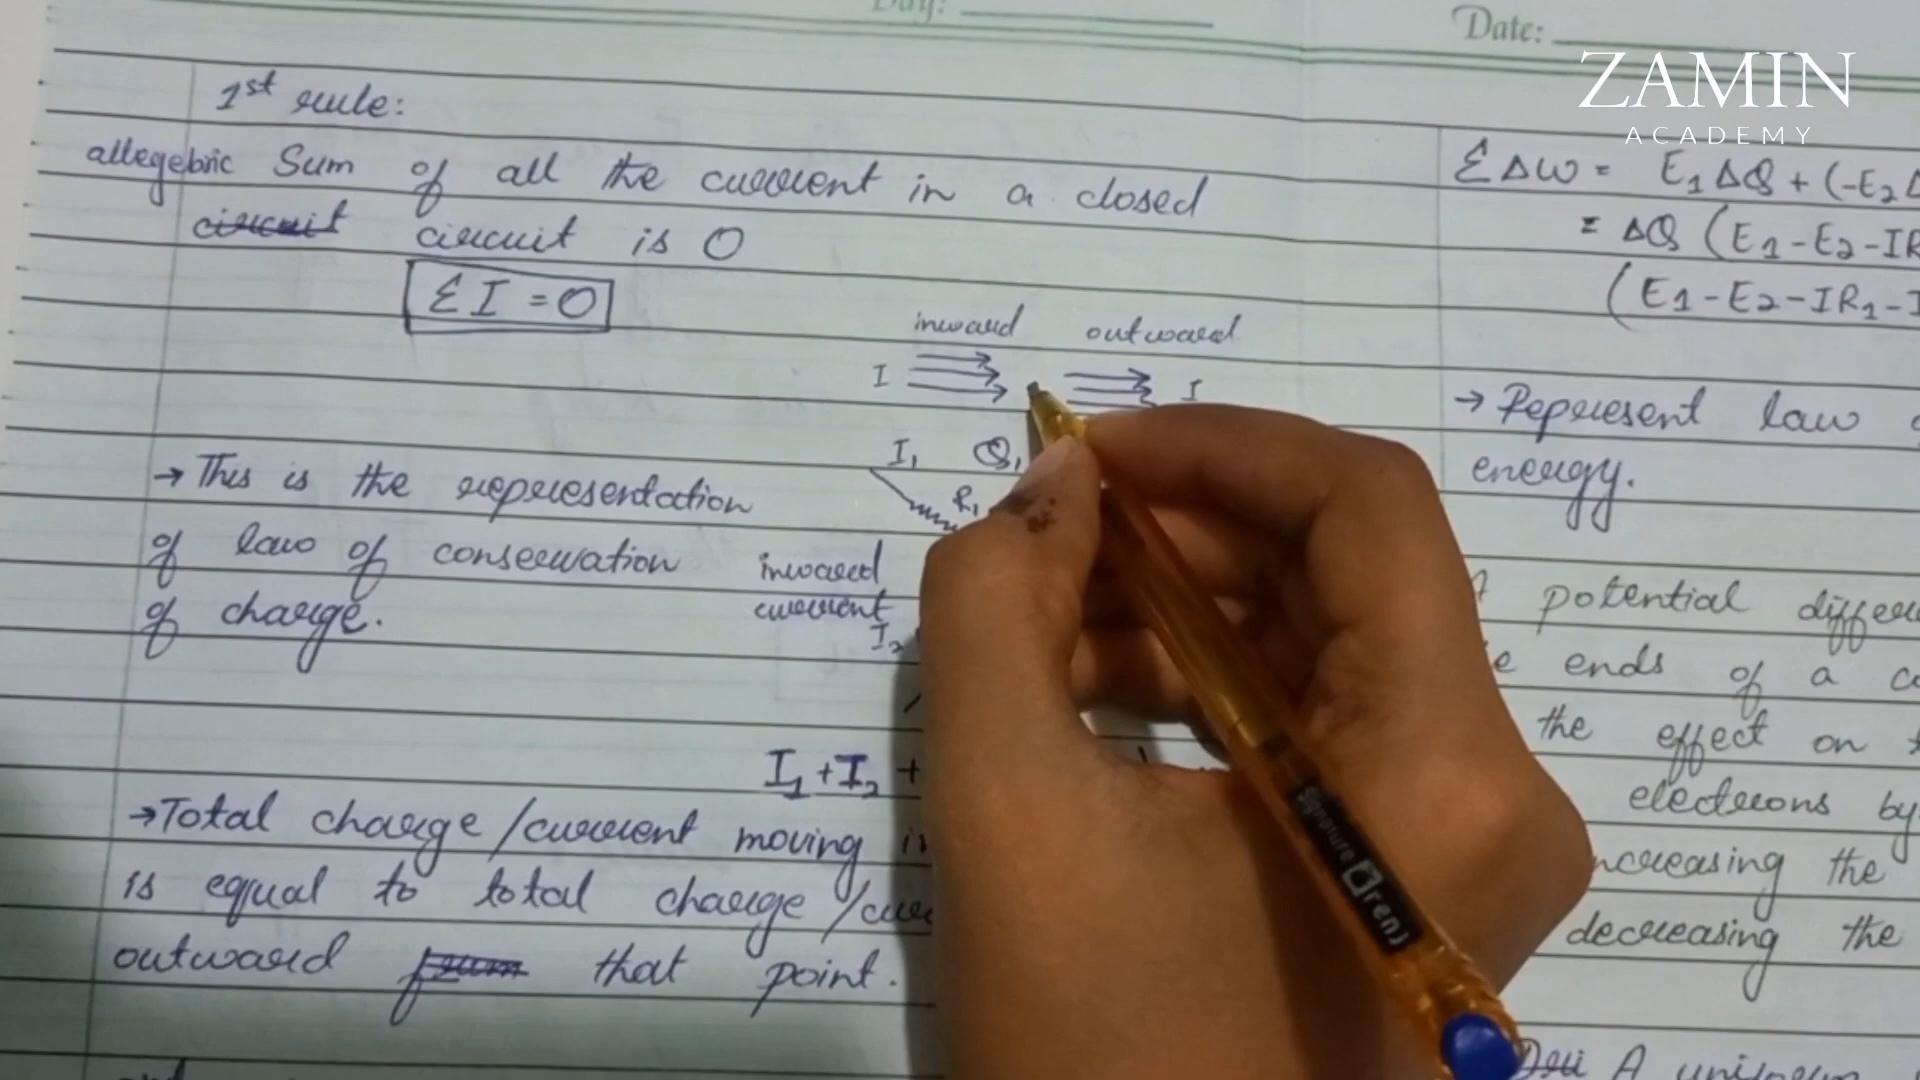 Day:
Date:
ZAMIN
ACADEMY
1st rule:
allegebric Sum of all the current in a closed
circuit circuit is 0
ΣI = 0
inward outward
I I
I1 Q1
R1
→ This is the representation
of law of conservation
of charge.
inward
current
I2
I1 + I2 +
→ Total charge/current moving
is equal to total charge /
outward from that point.
ΣΔW = E1ΔQ + (-E2
= ΔQ (E1-E2-IR
(E1-E2-IR1-
→ Represent law
energy.
potential
ends of a
the effect on
electrons by
increasing the
decreasing the
A uniform
Signature